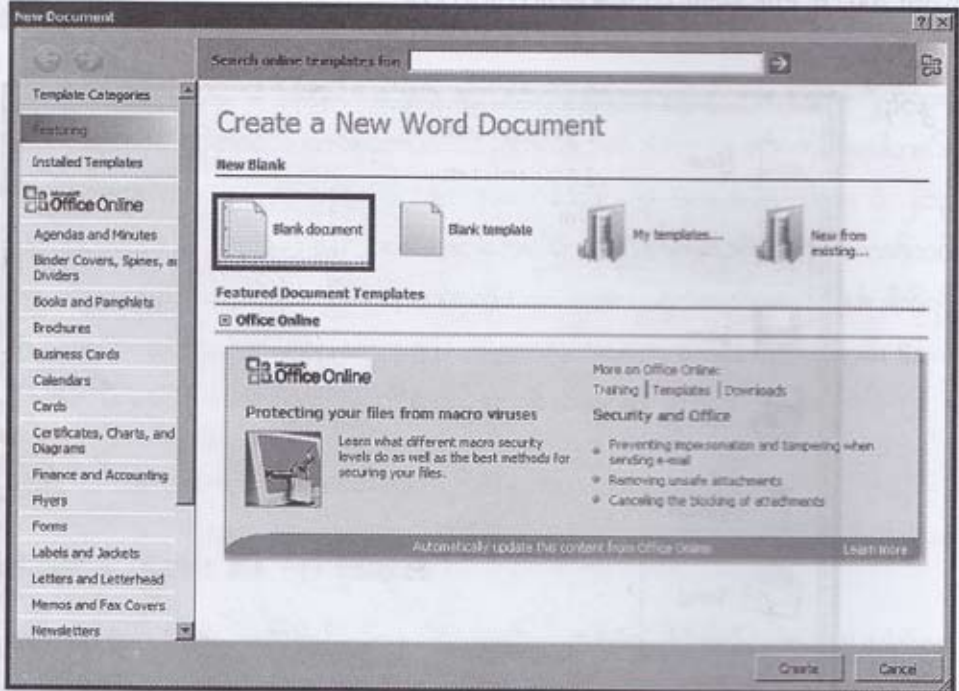 New Document
Search online templates for:
Template Categories
Featuring
Installed Templates
Microsoft
Office Online
Agendas and Minutes
Binder Covers, Spines, an
Dividers
Books and Pamphlets
Brochures
Business Cards
Calendars
Cards
Certificates, Charts, and
Diagrams
Finance and Accounting
Flyers
Forms
Labels and Jackets
Letters and Letterhead
Memos and Fax Covers
Newsletters
Create a New Word Document
New Blank
Blank document
Blank template
My templates...
New from
existing...
Featured Document Templates
Office Online
Microsoft
Office Online
Protecting your files from macro viruses
Learn what different macro security
levels do as well as the best methods for
securing your files.
More on Office Online:
Training | Templates | Downloads
Security and Office
Preventing impersonation and tampering when
sending e-mail
Removing unsafe attachments
Canceling the blocking of attachments
Automatically update this content from Office Online
Learn more
Create
Cancel